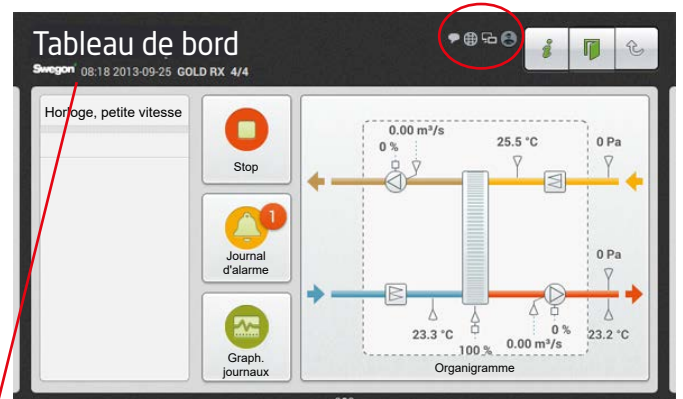 Tableau de bord
Swegon 08:18 2013-09-25 GOLD RX 4/4
i
Horloge, petite vitesse
Stop
1
Journal
d'alarme
Graph.
journaux
0.00 m³/s
0 %
25.5 °C
0 Pa
0 Pa
23.3 °C
100 %
0.00 m³/s
0 %
23.2 °C
Organigramme